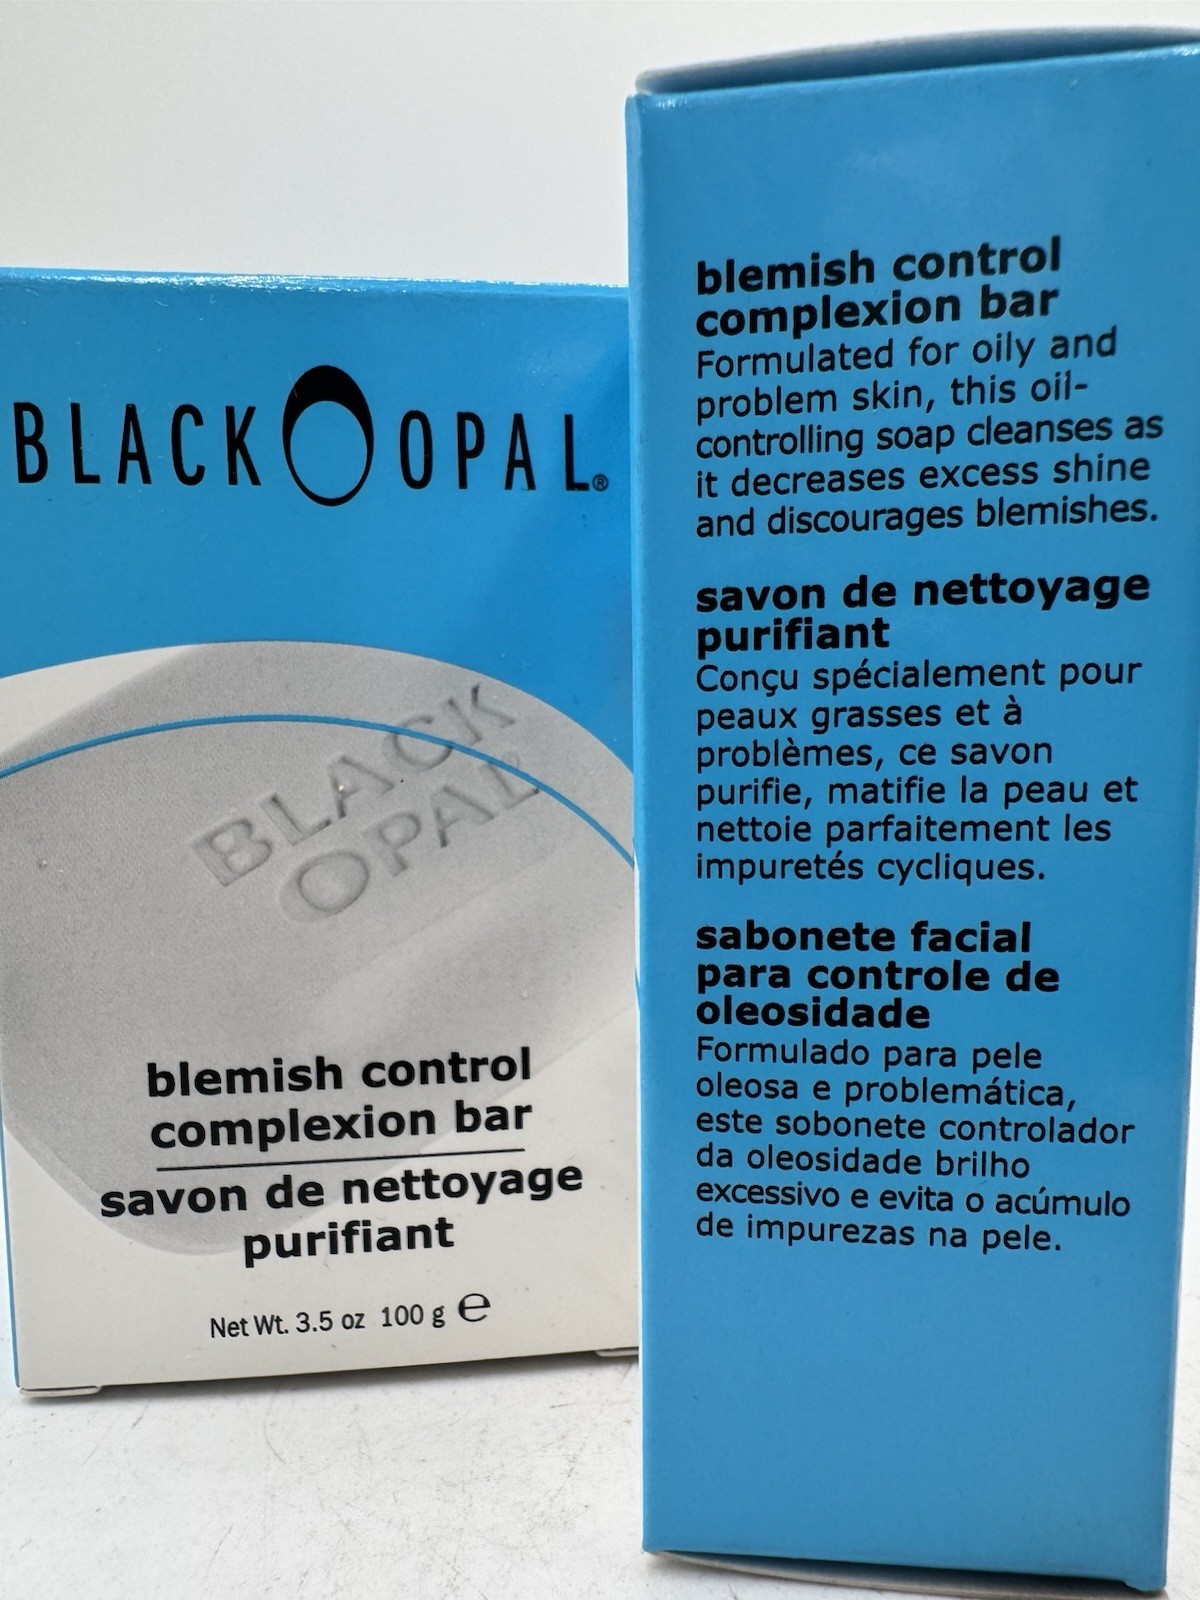 BLACK OPAL®
BLACK
OPAL®
blemish control
complexion bar
savon de nettoyage
purifiant
Net Wt. 3.5 oz 100 g ℮
blemish control
complexion bar
Formulated for oily and
problem skin, this oil-
controlling soap cleanses as
it decreases excess shine
and discourages blemishes.
savon de nettoyage
purifiant
Conçu spécialement pour
peaux grasses et à
problèmes, ce savon
purifie, matifie la peau et
nettoie parfaitement les
impuretés cycliques.
sabonete facial
para controle de
oleosidade
Formulado para pele
oleosa e problemática,
este sobonete controlador
da oleosidade brilho
excessivo e evita o acúmulo
de impurezas na pele.